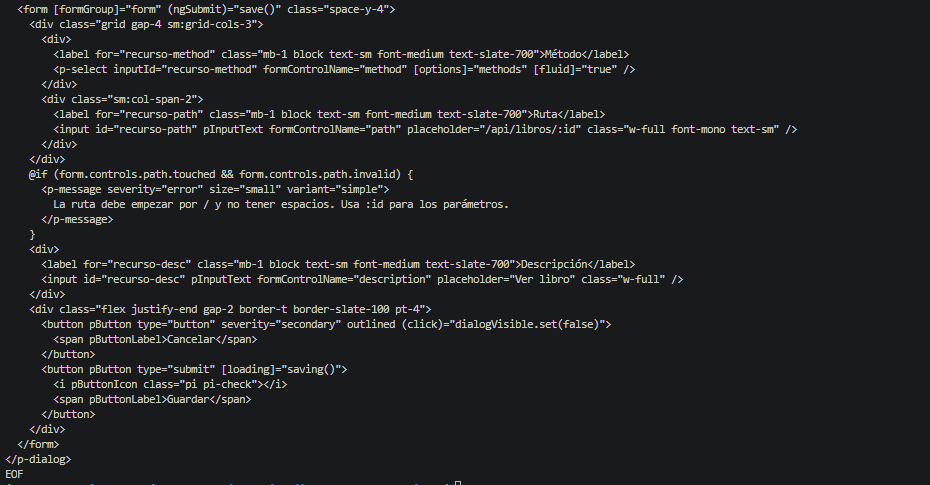 <form [formGroup]="form" (ngSubmit)="save()" class="space-y-4">
<div class="grid gap-4 sm:grid-cols-3">
<div>
<label for="recurso-method" class="mb-1 block text-sm font-medium text-slate-700">Método</label>
<p-select inputId="recurso-method" formControlName="method" [options]="methods" [fluid]="true" />
</div>
<div class="sm:col-span-2">
<label for="recurso-path" class="mb-1 block text-sm font-medium text-slate-700">Ruta</label>
<input id="recurso-path" pInputText formControlName="path" placeholder="/api/libros/:id" class="w-full font-mono text-sm" />
</div>
</div>
@if (form.controls.path.touched && form.controls.path.invalid) {
<p-message severity="error" size="small" variant="simple">
La ruta debe empezar por / y no tener espacios. Usa :id para los parámetros.
</p-message>
}
<div>
<label for="recurso-desc" class="mb-1 block text-sm font-medium text-slate-700">Descripción</label>
<input id="recurso-desc" pInputText formControlName="description" placeholder="Ver libro" class="w-full" />
</div>
<div class="flex justify-end gap-2 border-t border-slate-100 pt-4">
<button pButton type="button" severity="secondary" outlined (click)="dialogVisible.set(false)">
<span pButtonLabel>Cancelar</span>
</button>
<button pButton type="submit" [loading]="saving()">
<i pButtonIcon class="pi pi-check"></i>
<span pButtonLabel>Guardar</span>
</button>
</div>
</form>
</p-dialog>
EOF